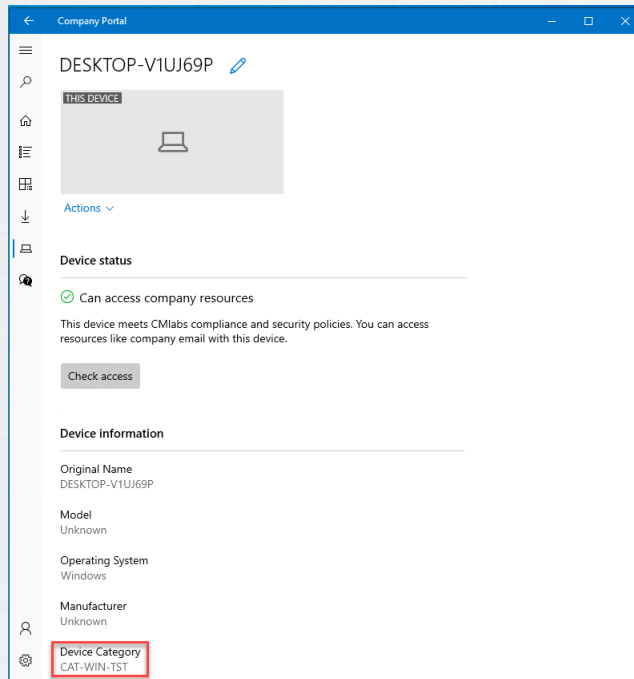 Company Portal
DESKTOP-V1UJ69P
THIS DEVICE
Actions
Device status
Can access company resources
This device meets CMlabs compliance and security policies. You can access
resources like company email with this device.
Check access
Device information
Original Name
DESKTOP-V1UJ69P
Model
Unknown
Operating System
Windows
Manufacturer
Unknown
Device Category
CAT-WIN-TST